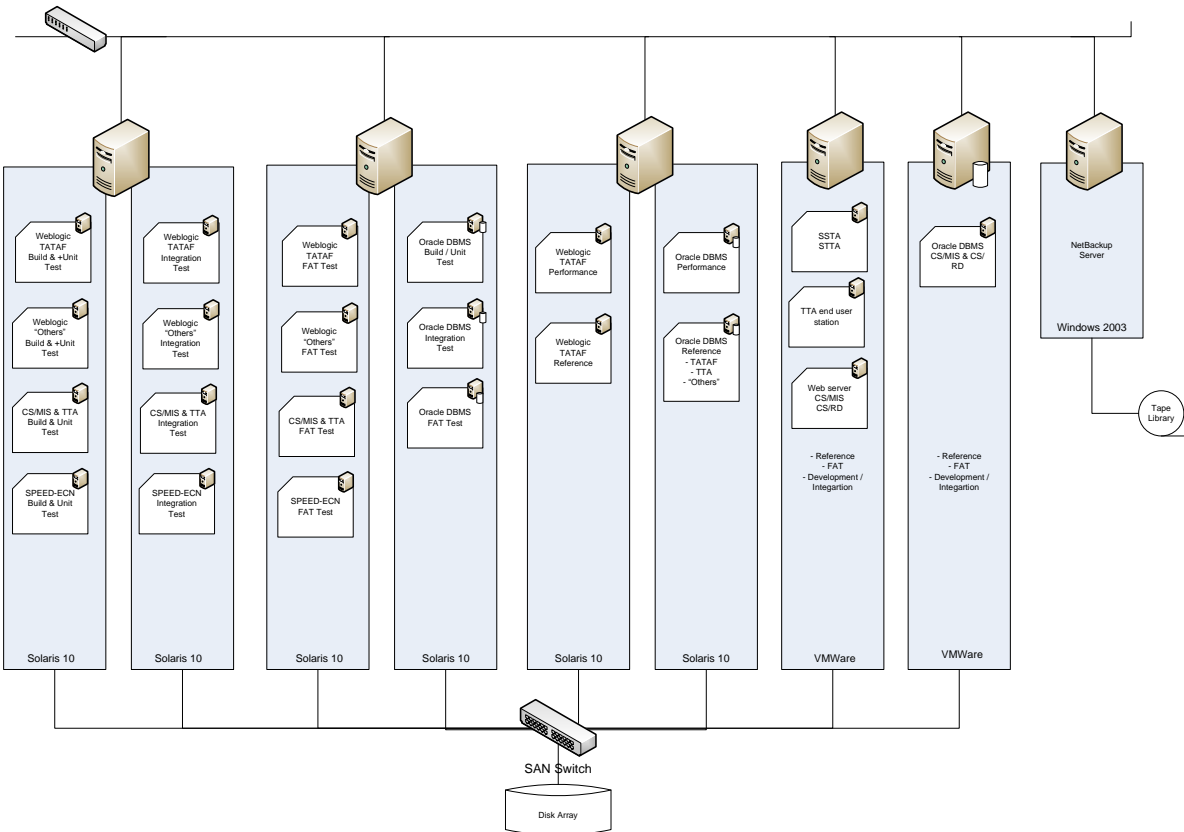 Weblogic
TATAF
Build & +Unit
Test
Weblogic
"Others"
Build & +Unit
Test
CS/MIS & TTA
Build & Unit
Test
SPEED-ECN
Build & Unit
Test
Solaris 10
Weblogic
TATAF
Integration
Test
Weblogic
"Others"
Integration
Test
CS/MIS & TTA
Integration
Test
SPEED-ECN
Integration
Test
Solaris 10
Weblogic
TATAF
FAT Test
Weblogic
"Others"
FAT Test
CS/MIS & TTA
FAT Test
SPEED-ECN
FAT Test
Solaris 10
Oracle DBMS
Build / Unit
Test
Oracle DBMS
Integration
Test
Oracle DBMS
FAT Test
Solaris 10
Weblogic
TATAF
Performance
Weblogic
TATAF
Reference
Solaris 10
Oracle DBMS
Performance
Oracle DBMS
Reference
- TATAF
- TTA
- "Others"
Solaris 10
SSTA
STTA
TTA end user
station
Web server
CS/MIS
CS/RD
- Reference
- FAT
- Development /
Integartion
VMWare
Oracle DBMS
CS/MIS & CS/
RD
- Reference
- FAT
- Development /
Integartion
VMWare
NetBackup
Server
Windows 2003
Tape
Library
SAN Switch
Disk Array